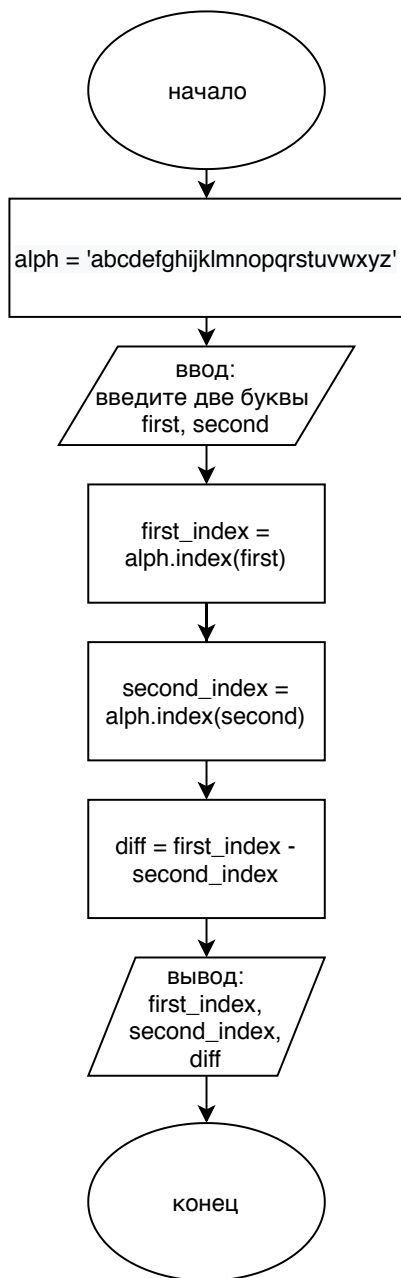 начало
alph = 'abcdefghijklmnopqrstuvwxyz'
ввод:
введите две буквы
first, second
first_index =
alph.index(first)
second_index =
alph.index(second)
diff = first_index -
second_index
вывод:
first_index,
second_index,
diff
конец